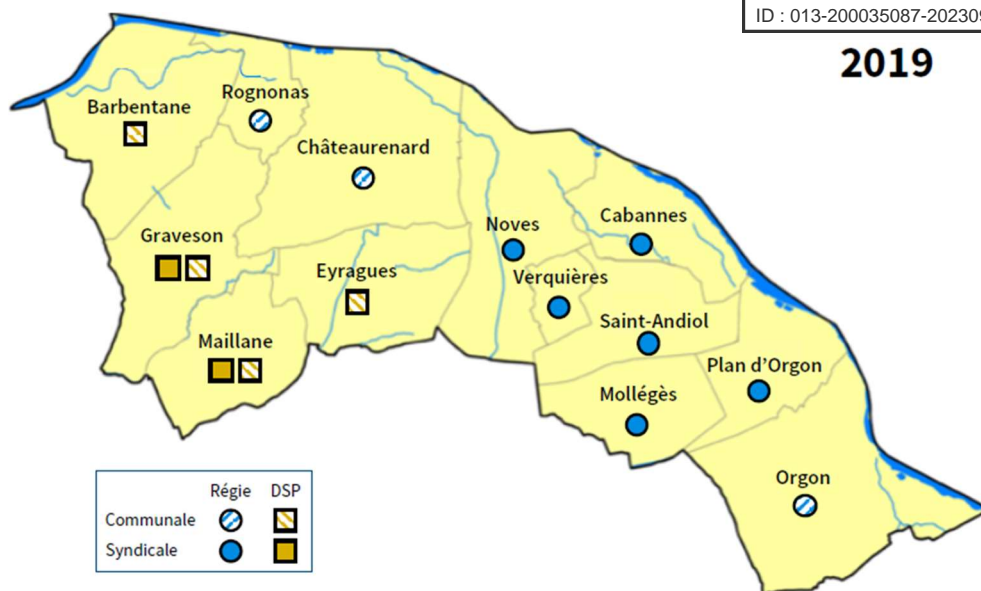 ID : 013-200035087-202309
2019
Barbentane
Rognonas
Châteaurenard
Graveson
Eyragues
Noves
Cabannes
Verquières
Maillane
Saint-Andiol
Plan d’Orgon
Mollégès
Orgon
Régie DSP
Communale
Syndicale